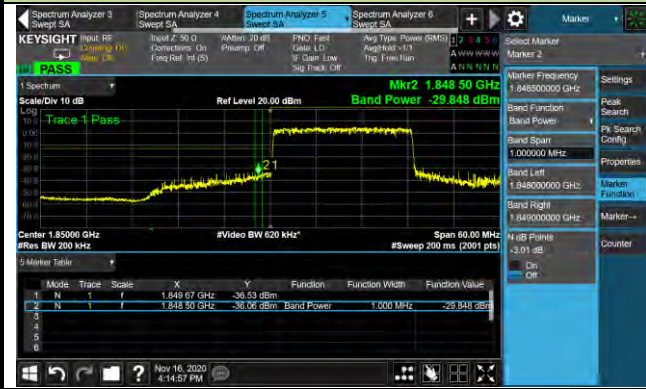 Spectrum Analyzer 3
Swept SA
Spectrum Analyzer 4
Swept SA
Spectrum Analyzer 5
Swept SA
Spectrum Analyzer 6
Swept SA
Marker
KEYSIGHT
Input: RF
Input Z: 50 Ω
Corrections: On
Freq Ref: Int (S)
#Atten: 20 dB
Preamp: Off
PNO: Fast
Gate: LO
IF Gain: Low
Sig Track: Off
Avg Type: Power (RMS)
Avg|Hold: >1/1
Trig: Free Run
1 2 3 4 5 6
A W W W W W
A N N N N N
PASS
1 Spectrum
Mkr2 1.848 50 GHz
Scale/Div 10 dB
Ref Level 20.00 dBm
Band Power -29.848 dBm
Log
Trace 1 Pass
21
Center 1.85000 GHz
#Video BW 620 kHz*
Span 60.00 MHz
#Res BW 200 kHz
#Sweep 200 ms (2001 pts)
5 Marker Table
Mode Trace Scale X Y Function Function Width Function Value
1 N 1 f 1.849 67 GHz -36.53 dBm
2 N 1 f 1.848 50 GHz -36.06 dBm Band Power 1.000 MHz -29.848 dBm
3
4
5
6
Nov 16, 2020
4:14:57 PM
Select Marker
Marker 2
Marker Frequency
1.848500000 GHz
Band Function
Band Power
Band Span
1.000000 MHz
Band Left
1.848000000 GHz
Band Right
1.849000000 GHz
N dB Points
-3.01 dB
On
Off
Settings
Peak Search
Pk Search Config
Properties
Marker Function
Marker→
Counter